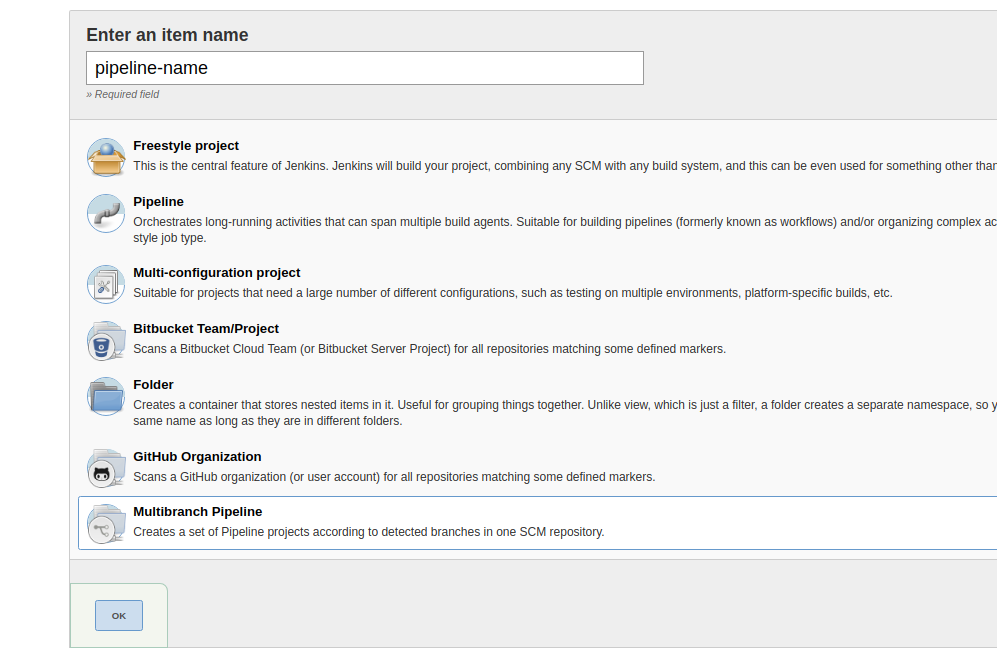 Enter an item name
pipeline-name
» Required field
Freestyle project
This is the central feature of Jenkins. Jenkins will build your project, combining any SCM with any build system, and this can be even used for something other than
Pipeline
Orchestrates long-running activities that can span multiple build agents. Suitable for building pipelines (formerly known as workflows) and/or organizing complex ac
style job type.
Multi-configuration project
Suitable for projects that need a large number of different configurations, such as testing on multiple environments, platform-specific builds, etc.
Bitbucket Team/Project
Scans a Bitbucket Cloud Team (or Bitbucket Server Project) for all repositories matching some defined markers.
Folder
Creates a container that stores nested items in it. Useful for grouping things together. Unlike view, which is just a filter, a folder creates a separate namespace, so y
same name as long as they are in different folders.
GitHub Organization
Scans a GitHub organization (or user account) for all repositories matching some defined markers.
Multibranch Pipeline
Creates a set of Pipeline projects according to detected branches in one SCM repository.
OK